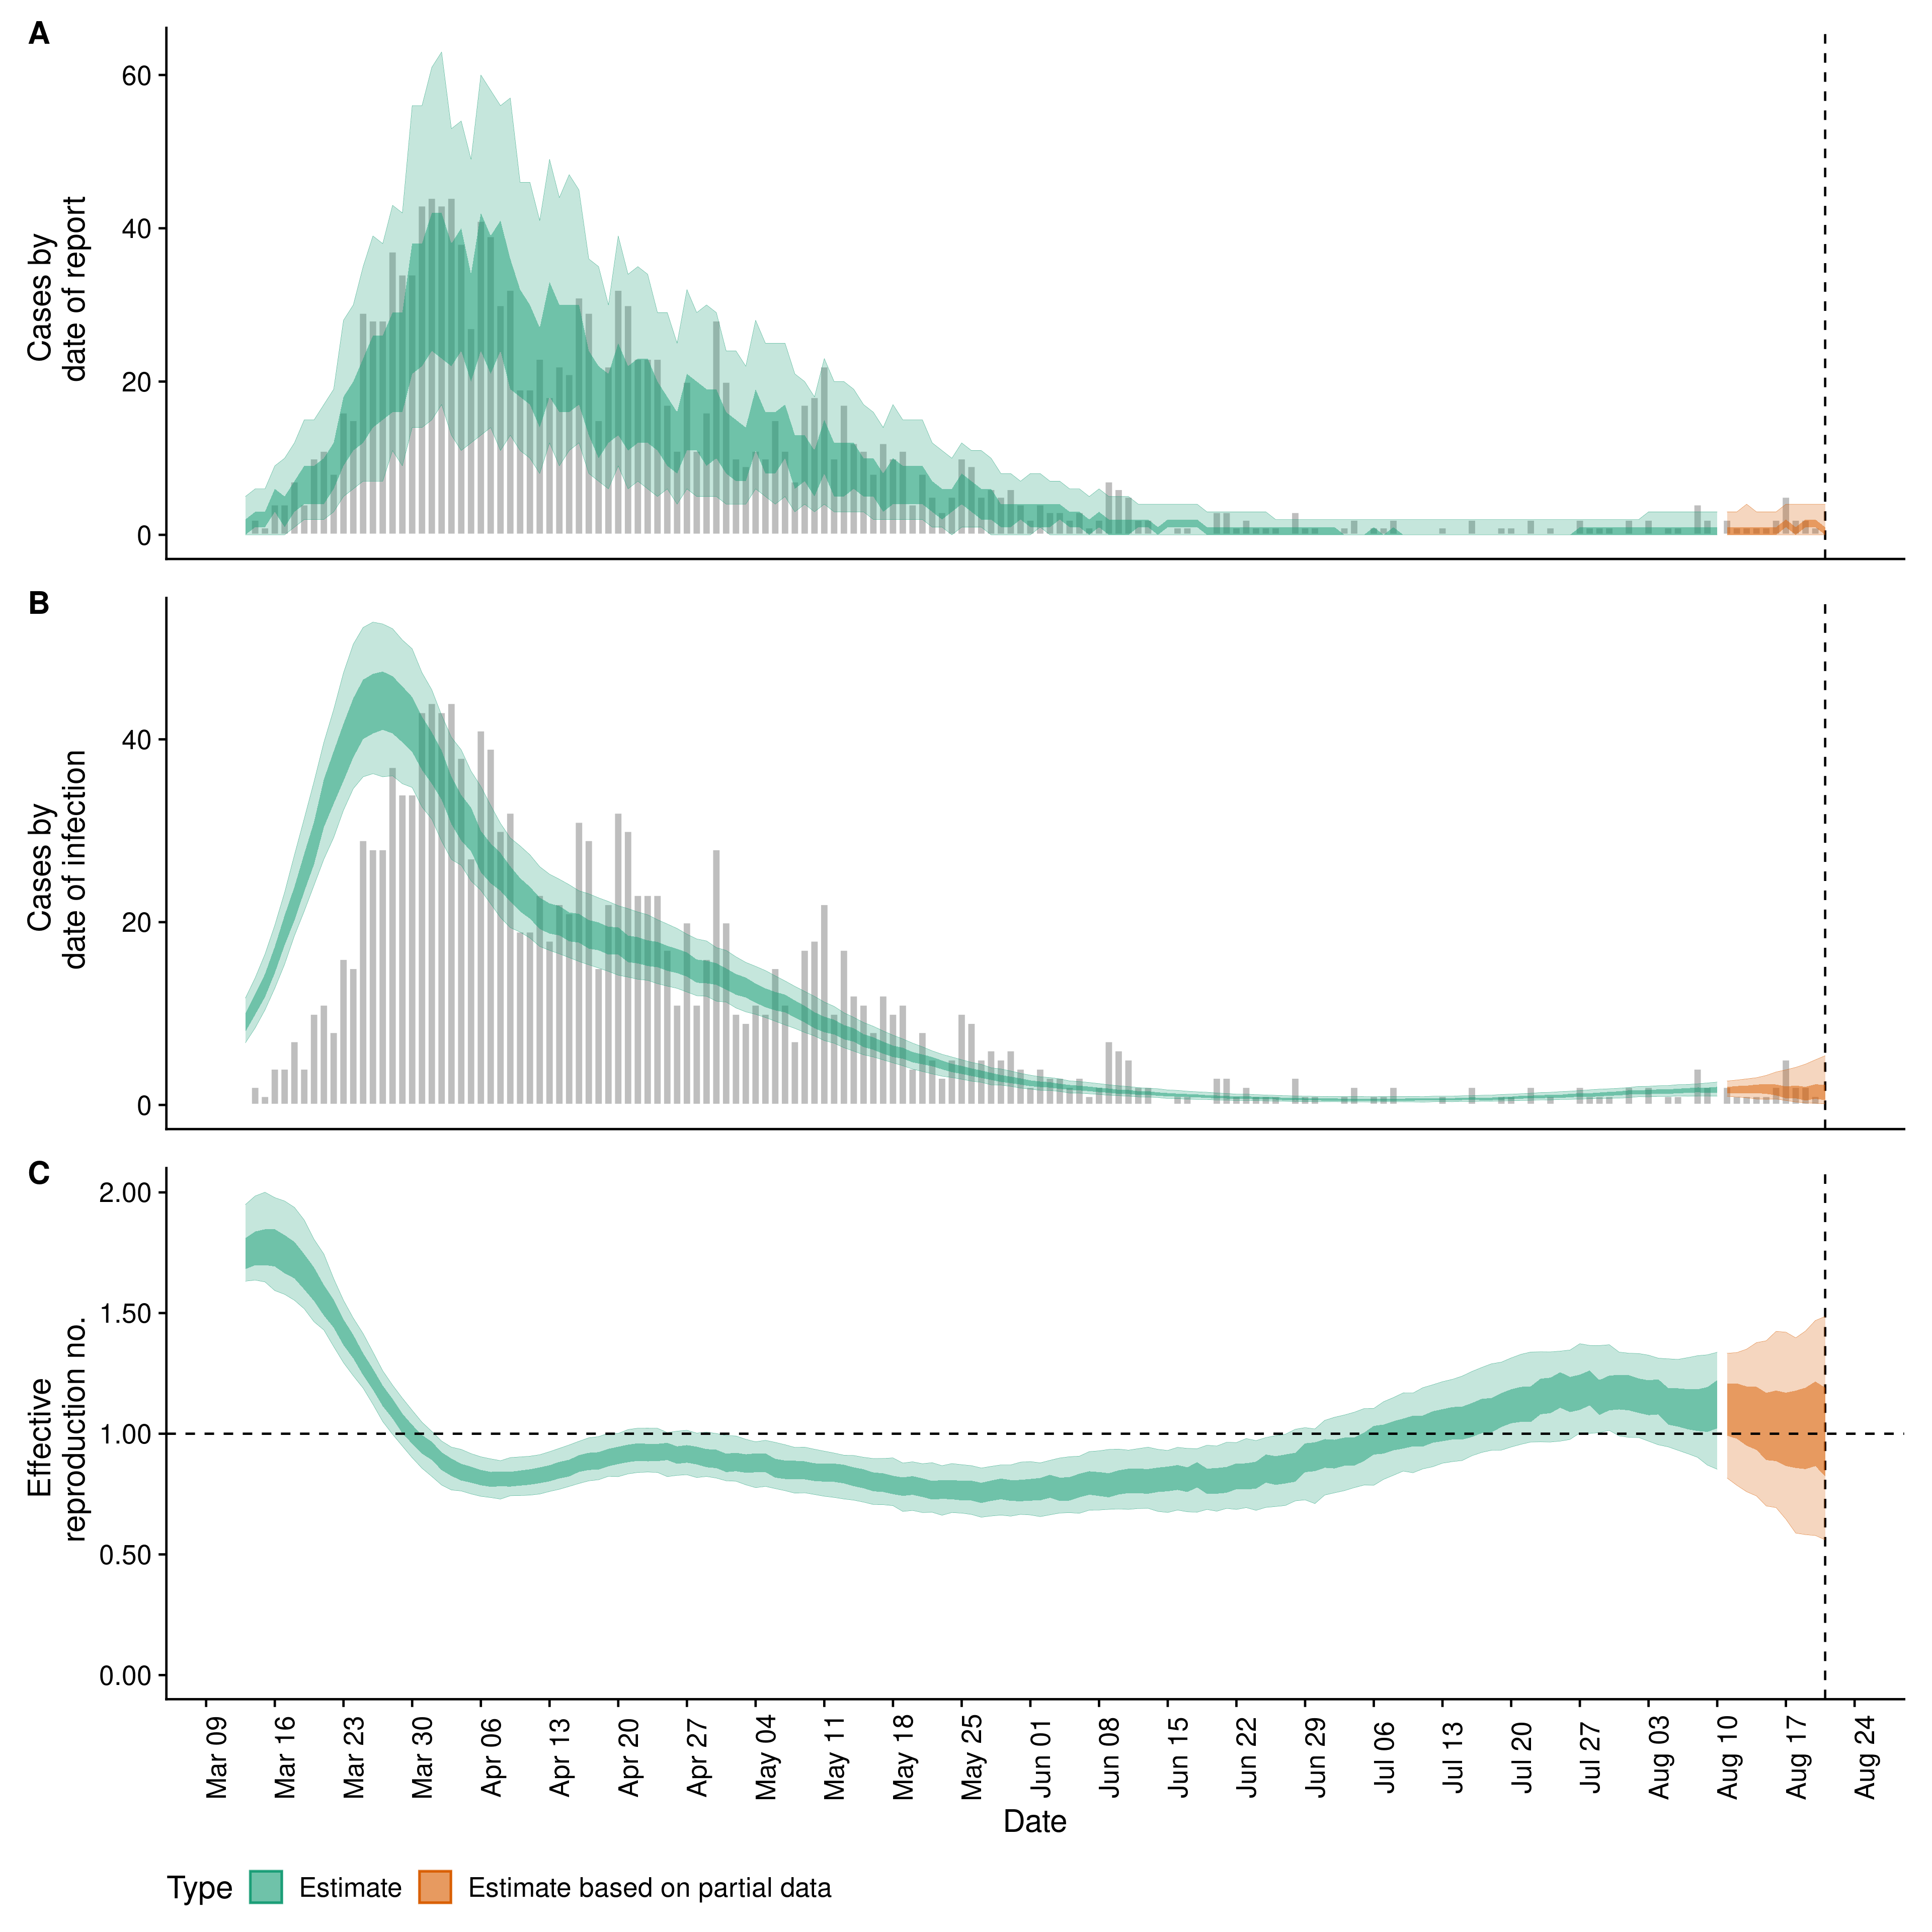 A
60
40
20
0
Cases by
date of report
B
40
20
0
Cases by
date of infection
C
2.00
1.50
1.00
0.50
0.00
Effective
reproduction no.
Mar 09
Mar 16
Mar 23
Mar 30
Apr 06
Apr 13
Apr 20
Apr 27
May 04
May 11
May 18
May 25
Jun 01
Jun 08
Jun 15
Jun 22
Jun 29
Jul 06
Jul 13
Jul 20
Jul 27
Aug 03
Aug 10
Aug 17
Aug 24
Date
Type Estimate Estimate based on partial data